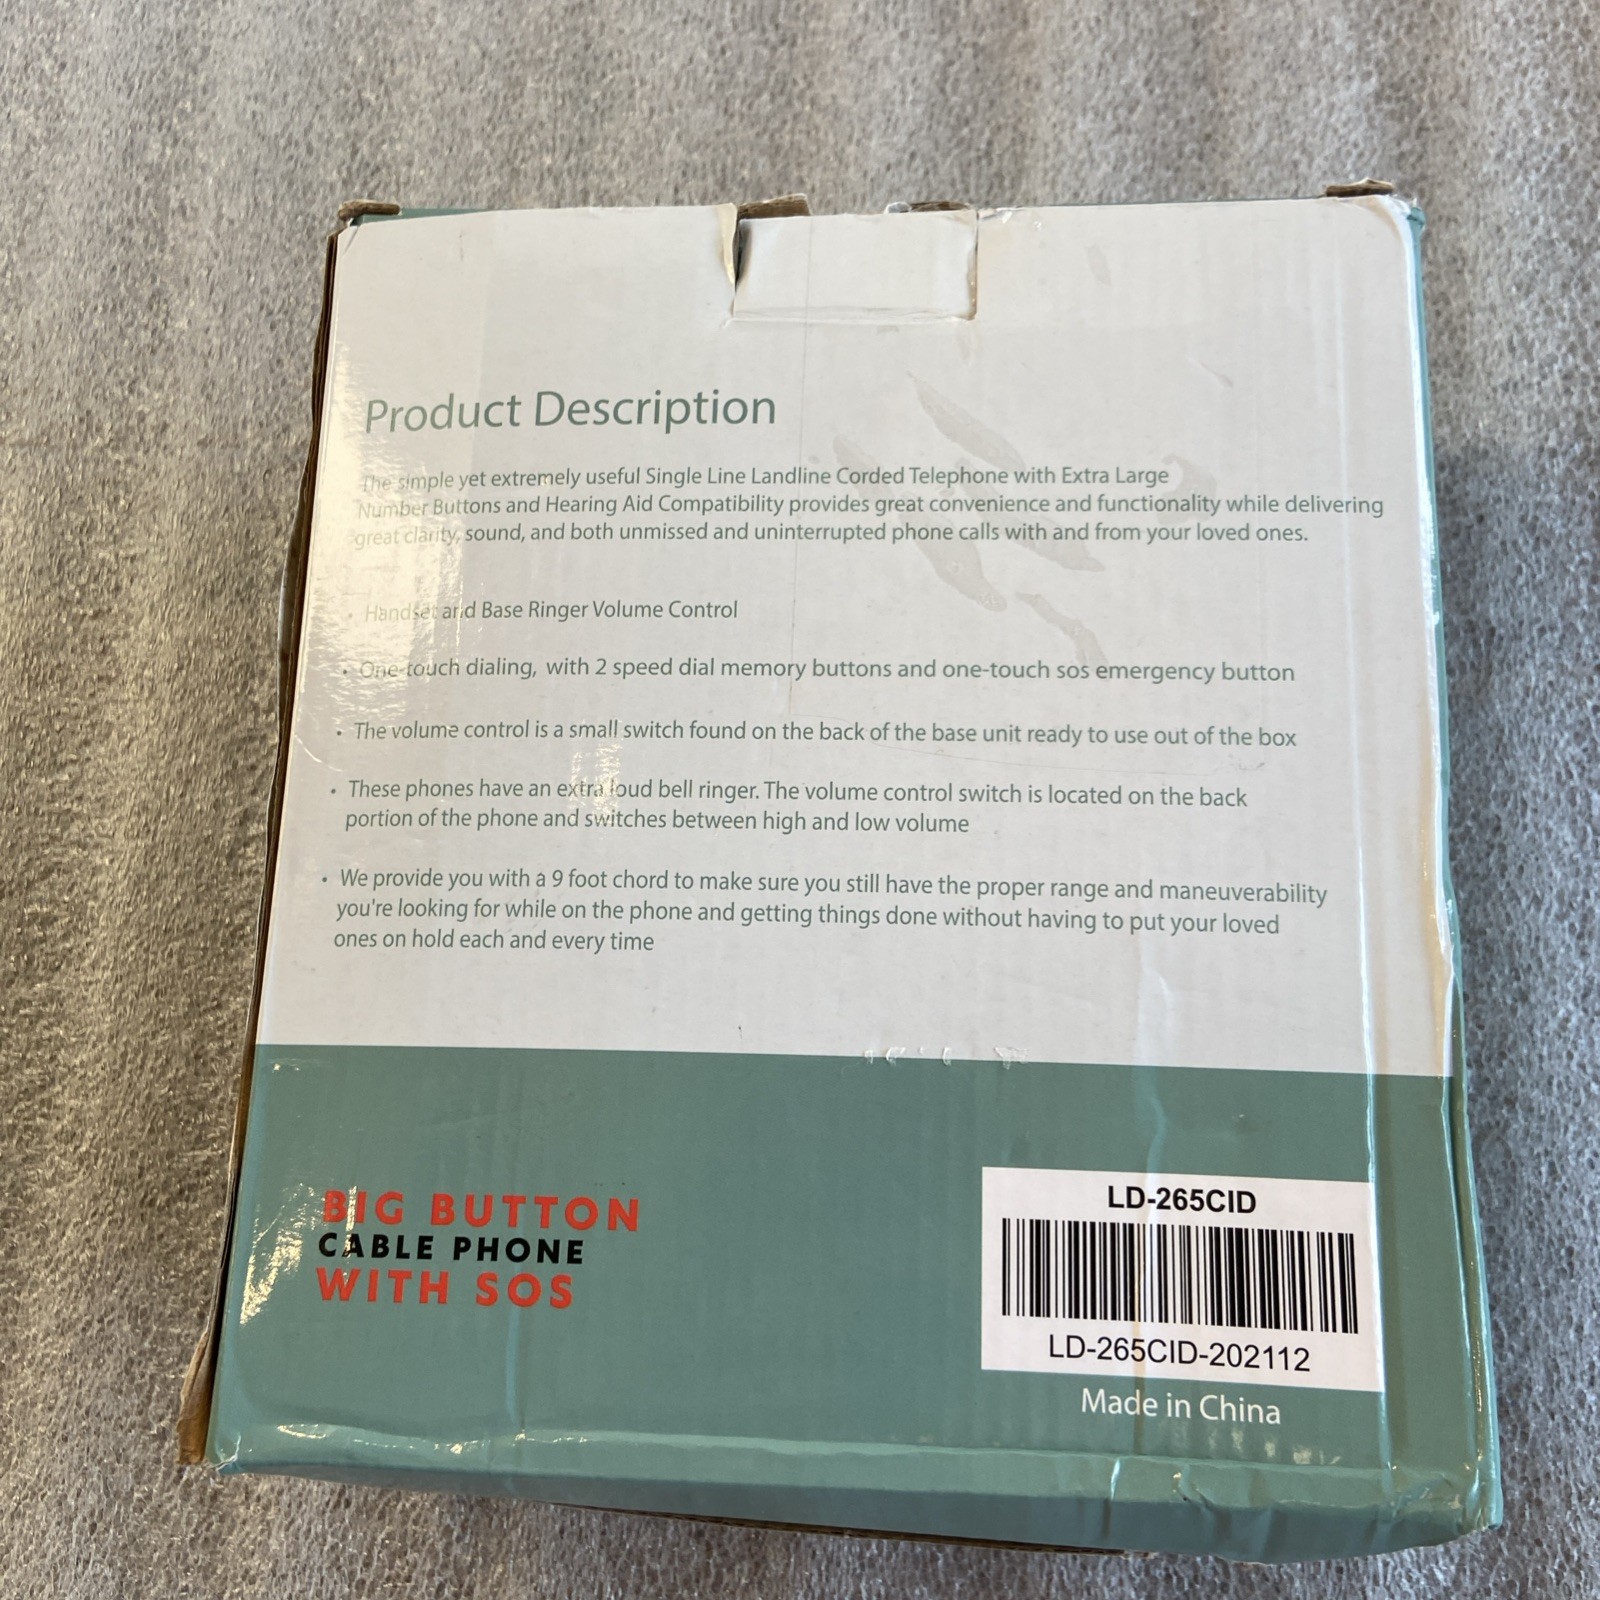 Product Description
The simple yet extremely useful Single Line Landline Corded Telephone with Extra Large
Number Buttons and Hearing Aid Compatibility provides great convenience and functionality while delivering
great clarity, sound, and both unmissed and uninterrupted phone calls with and from your loved ones.
• Handset and Base Ringer Volume Control
• One-touch dialing, with 2 speed dial memory buttons and one-touch sos emergency button
• The volume control is a small switch found on the back of the base unit ready to use out of the box
• These phones have an extra loud bell ringer. The volume control switch is located on the back
portion of the phone and switches between high and low volume
• We provide you with a 9 foot chord to make sure you still have the proper range and maneuverability
you're looking for while on the phone and getting things done without having to put your loved
ones on hold each and every time
BIG BUTTON
CABLE PHONE
WITH SOS
LD-265CID
LD-265CID-202112
Made in China